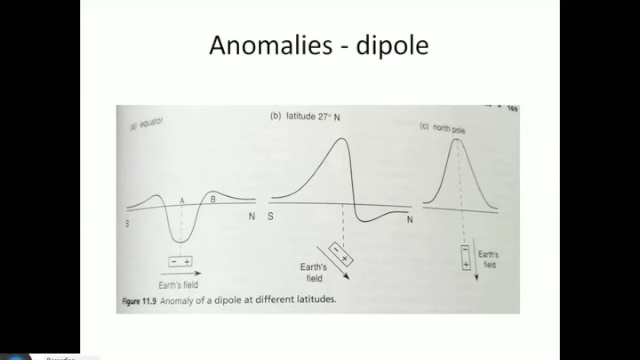 Anomalies - dipole
(a) equator
(b) latitude 27° N
(c) north pole
A
B
S
N
S
N
- +
- +
- +
Earth's field
Earth's
field
Earth's
field
Figure 11.9 Anomaly of a dipole at different latitudes.